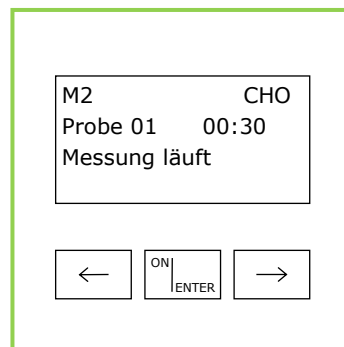 M2 CHO
Probe 01 00:30
Messung läuft
← ON ENTER →